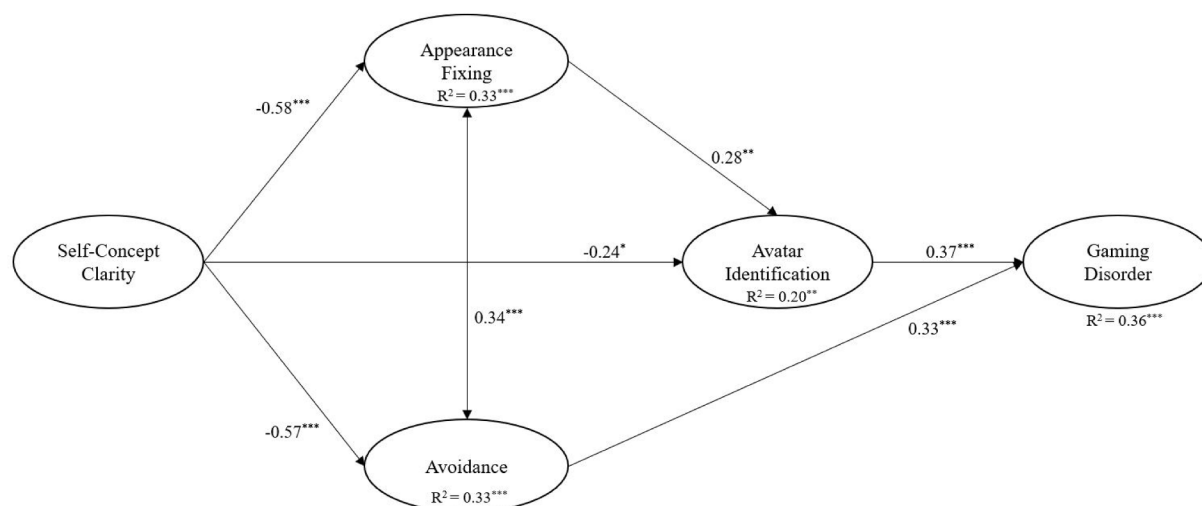 Appearance
Fixing
R² = 0.33***
-0.58***
0.28**
Self-Concept
Clarity
-0.24*
Avatar
Identification
R² = 0.20**
0.37***
Gaming
Disorder
R² = 0.36***
0.34***
0.33***
-0.57***
Avoidance
R² = 0.33***